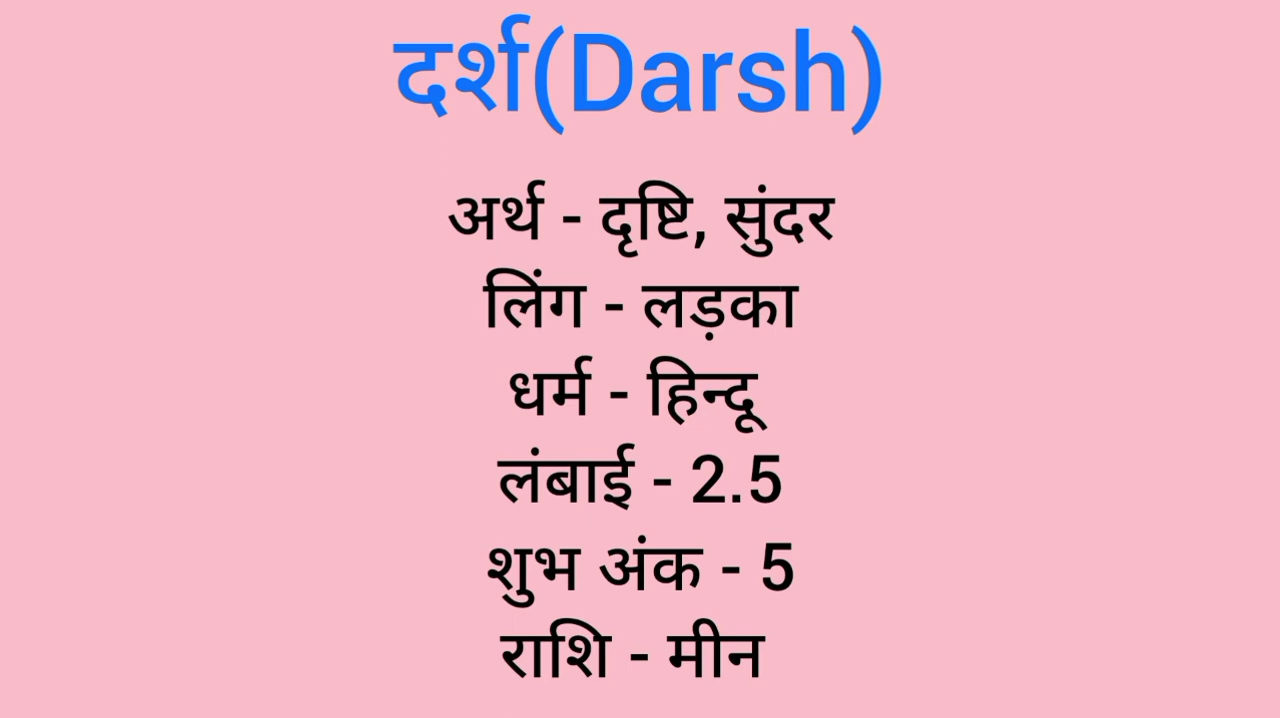 दर्श(Darsh)
अर्थ - दृष्टि, सुंदर
लिंग - लड़का
धर्म - हिन्दू
लंबाई - 2.5
शुभ अंक - 5
राशि - मीन